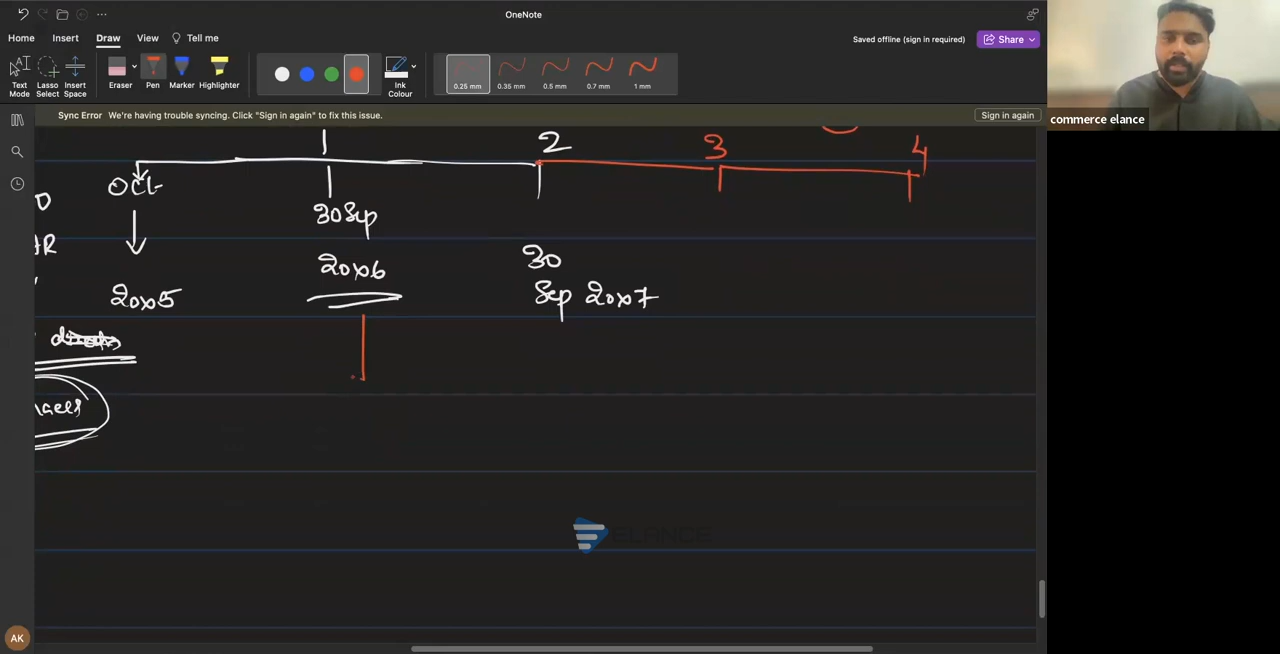 OneNote
Home Insert Draw View Tell me
Saved offline (sign in required) Share
Text Mode
Lasso Select
Insert Space
Eraser
Pen
Marker
Highlighter
Ink Colour
0.25 mm 0.35 mm 0.5 mm 0.7 mm 1 mm
Sync Error We're having trouble syncing. Click "Sign in again" to fix this issue. Sign in again
commerce elance
1 2 3 4
Oct
30 Sep
20x6
30
Sep 20x7
20x5
ELANCE
AK